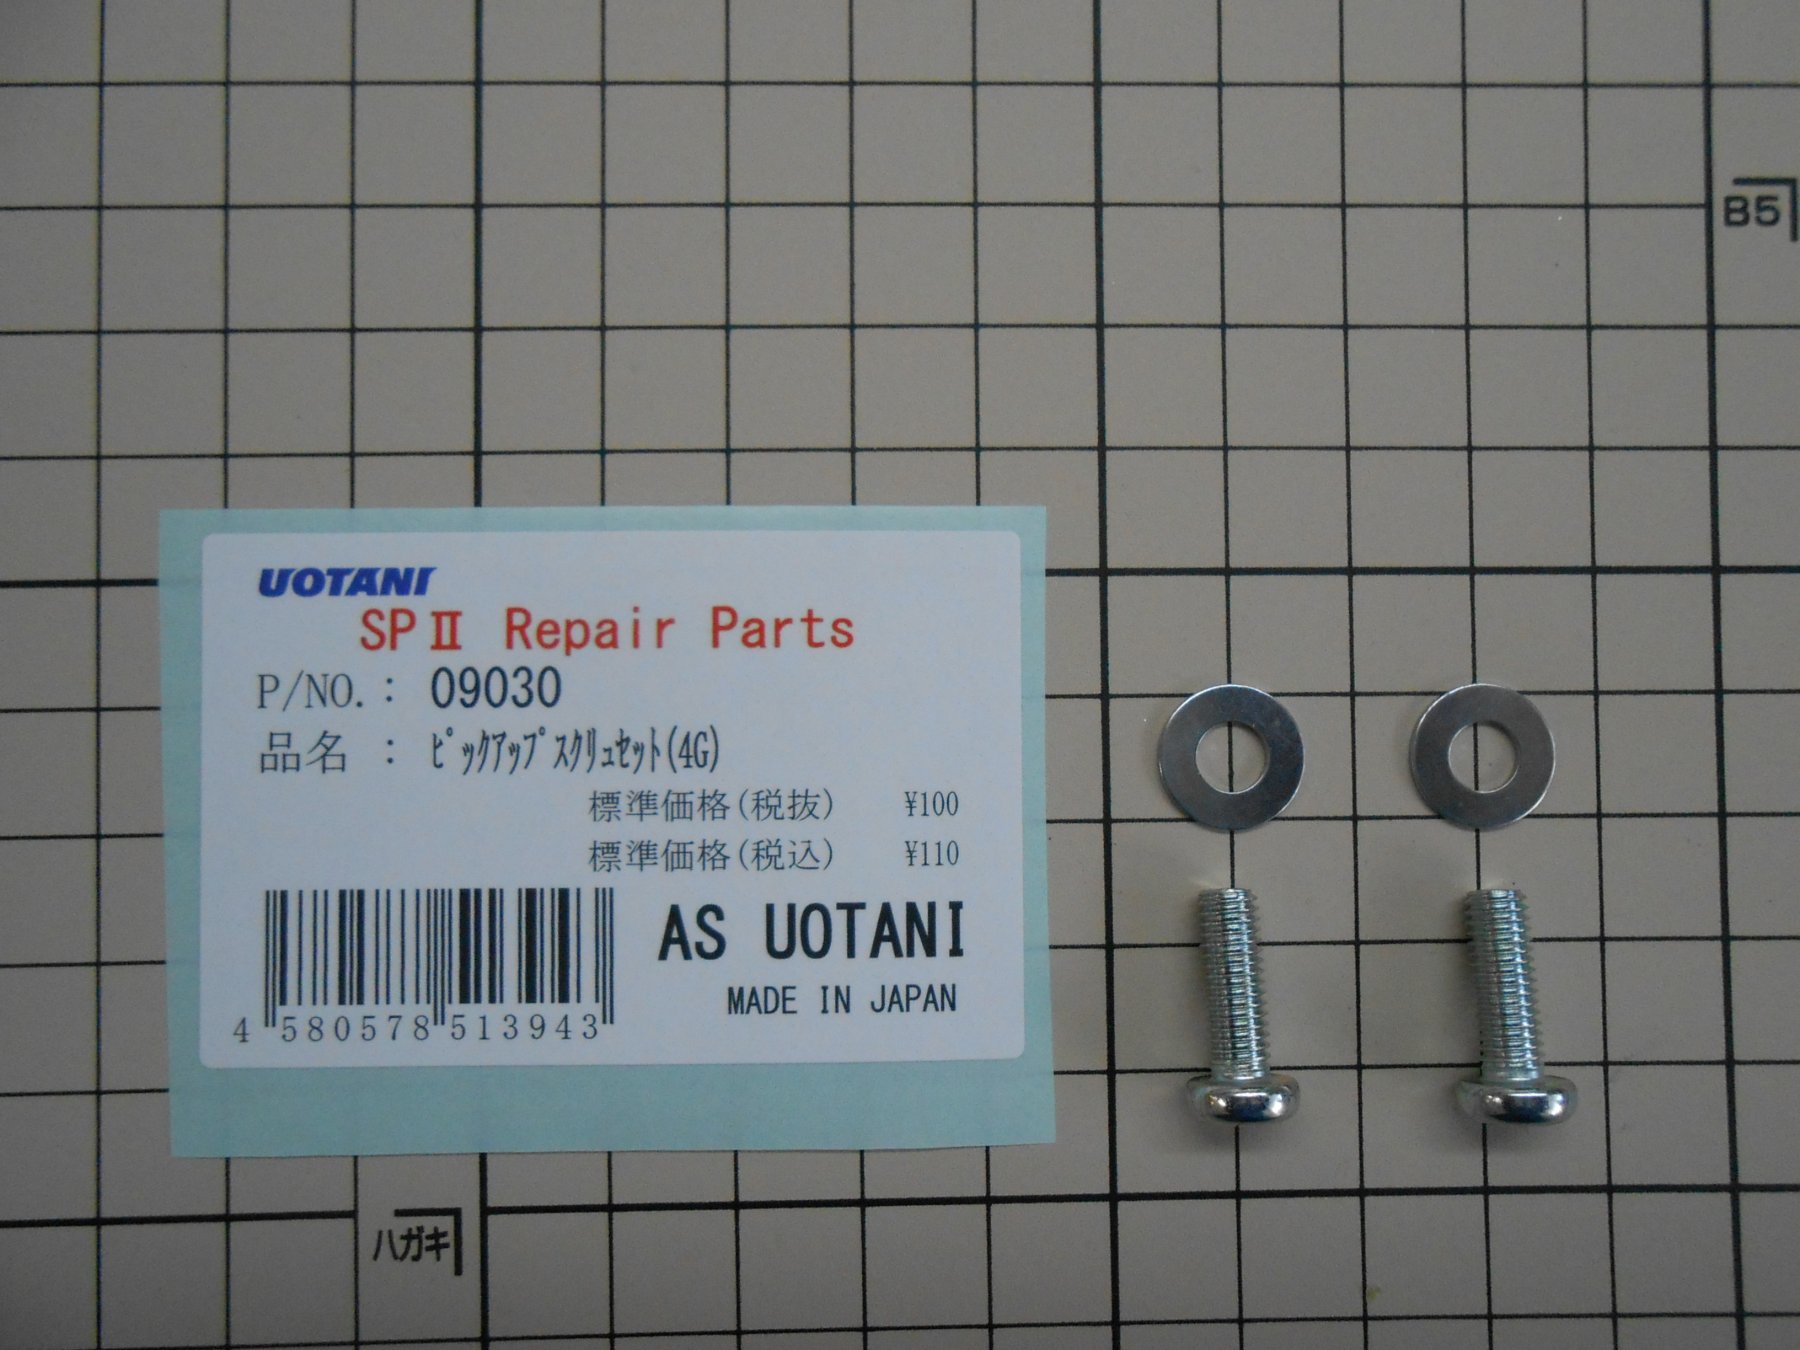 B5
UOTANI
SPⅡ Repair Parts
P/NO.: 09030
品名 : ﾋﾟｯｸｱｯﾌﾟｽｸﾘｭｾｯﾄ(4G)
標準価格(税抜) ¥100
標準価格(税込) ¥110
AS UOTANI
MADE IN JAPAN
4 580578 513943
ハガキ